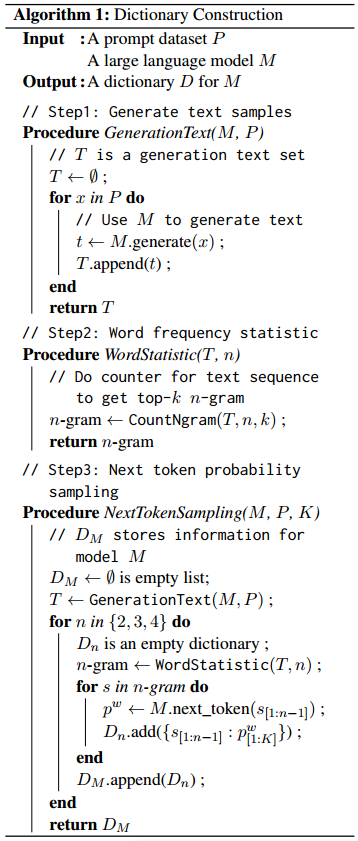 Algorithm 1: Dictionary Construction
Input : A prompt dataset P
A large language model M
Output: A dictionary D for M
// Step1: Generate text samples
Procedure GenerationText(M, P)
// T is a generation text set
T ← ∅ ;
for x in P do
// Use M to generate text
t ← M.generate(x) ;
T.append(t) ;
end
return T
// Step2: Word frequency statistic
Procedure WordStatistic(T, n)
// Do counter for text sequence
to get top-k n-gram
n-gram ← CountNgram(T, n, k) ;
return n-gram
// Step3: Next token probability
sampling
Procedure NextTokenSampling(M, P, K)
// D_M stores information for
model M
D_M ← ∅ is empty list;
T ← GenerationText(M, P) ;
for n in {2, 3, 4} do
D_n is an empty dictionary ;
n-gram ← WordStatistic(T, n) ;
for s in n-gram do
p^w ← M.next_token(s_[1:n−1]) ;
D_n.add({s_[1:n−1] : p^w_[1:K]}) ;
end
D_M.append(D_n) ;
end
return D_M